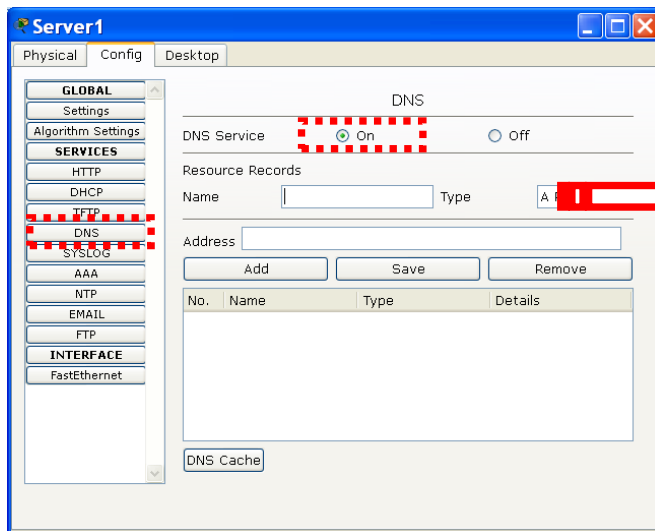 Server1
Physical Config Desktop
GLOBAL
Settings
Algorithm Settings
SERVICES
HTTP
DHCP
TFTP
DNS
SYSLOG
AAA
NTP
EMAIL
FTP
INTERFACE
FastEthernet
DNS
DNS Service On Off
Resource Records
Name Type A
Address
Add Save Remove
No. Name Type Details
DNS Cache